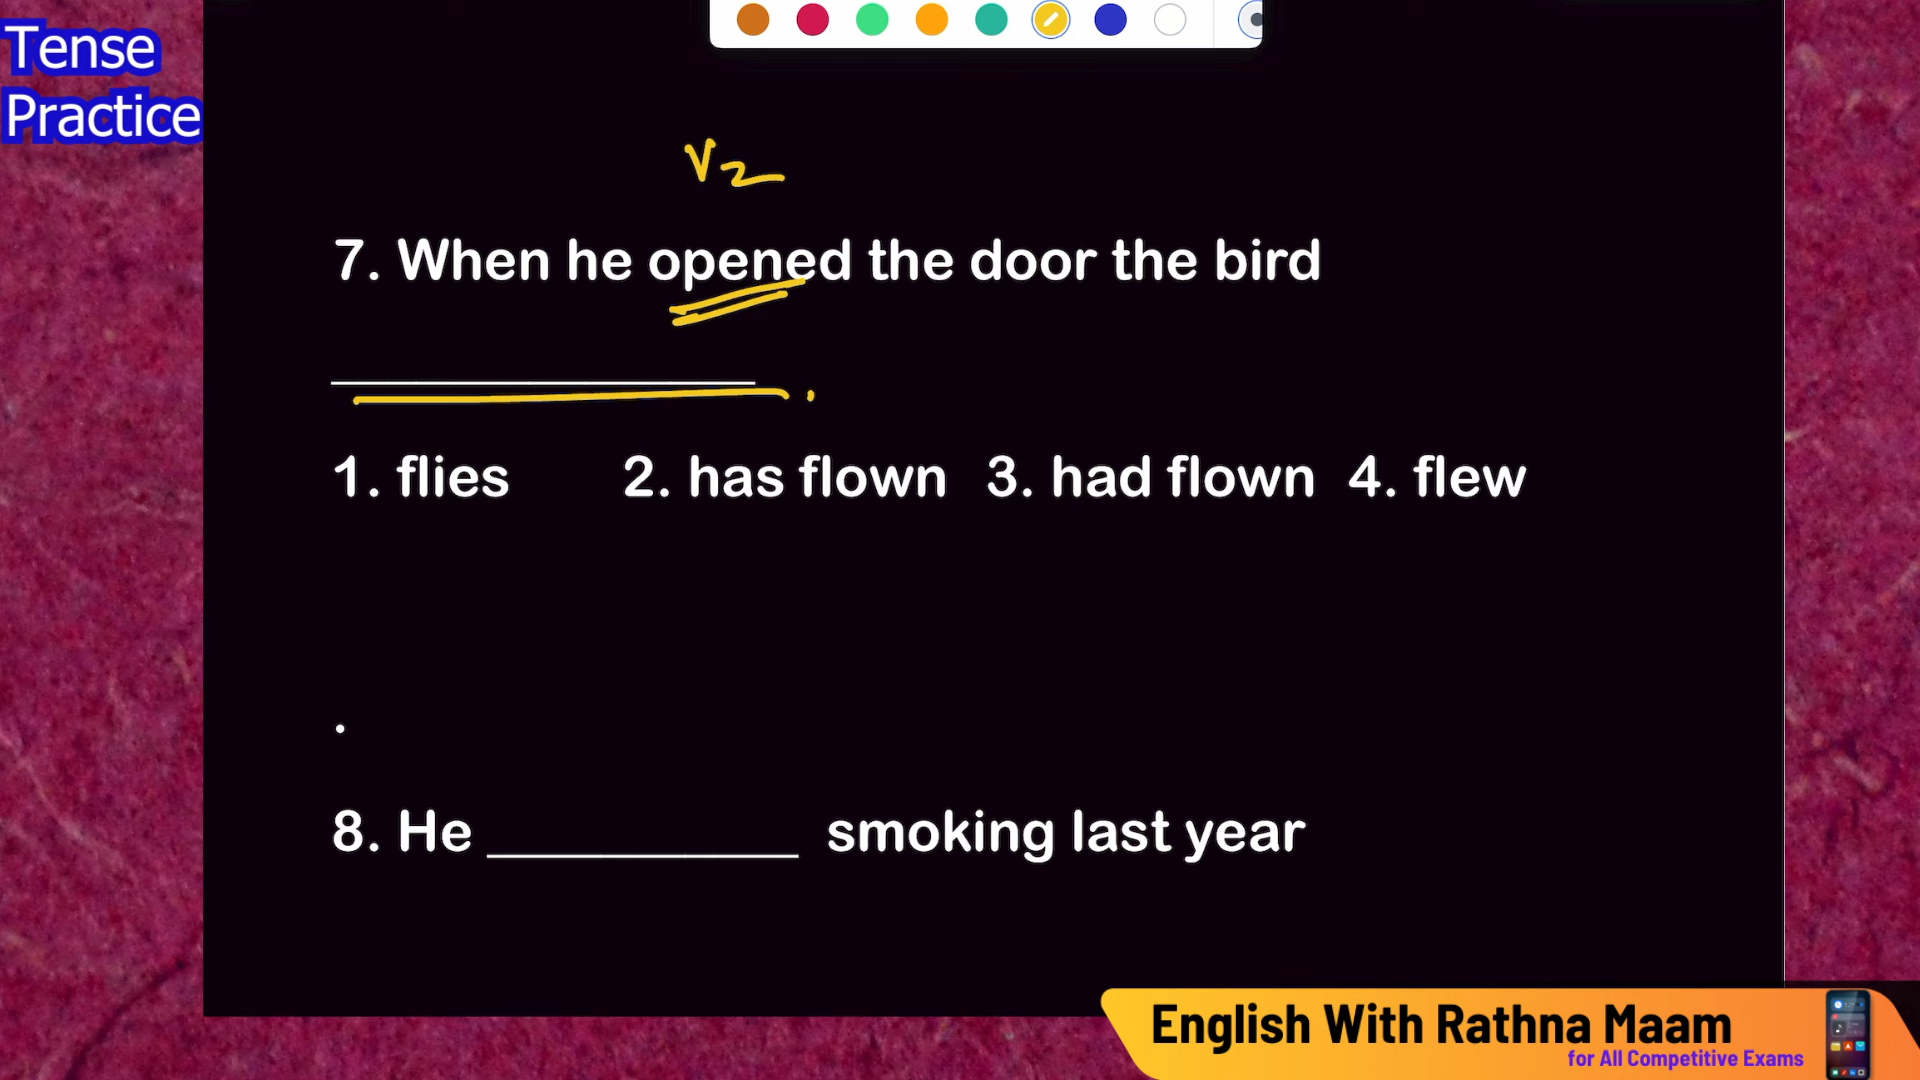 Tense
Practice
V2
7. When he opened the door the bird
____________ .
1. flies 2. has flown 3. had flown 4. flew
.
8. He __________ smoking last year
English With Rathna Maam
for All Competitive Exams